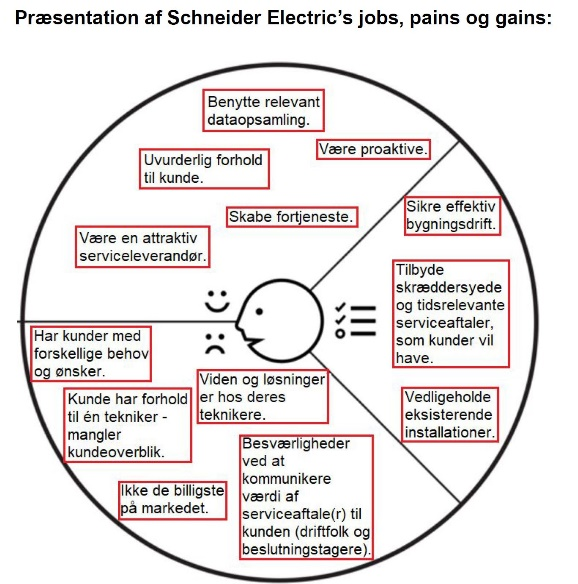 Præsentation af Schneider Electric's jobs, pains og gains:
Benytte relevant
dataopsamling.
Være proaktive.
Uvurderlig forhold
til kunde.
Skabe fortjeneste.
Være en attraktiv
serviceleverandør.
Sikre effektiv
bygningsdrift.
Tilbyde
skræddersyede
og tidsrelevante
serviceaftaler,
som kunder vil
have.
Vedligeholde
eksisterende
installationer.
Har kunder med
forskellige behov
og ønsker.
Kunde har forhold
til én tekniker -
mangler
kundeoverblik.
Viden og løsninger
er hos deres
teknikere.
Ikke de billigste
på markedet.
Besværligheder
ved at
kommunikere
værdi af
serviceaftale(r) til
kunden (driftfolk og
beslutningstagere).